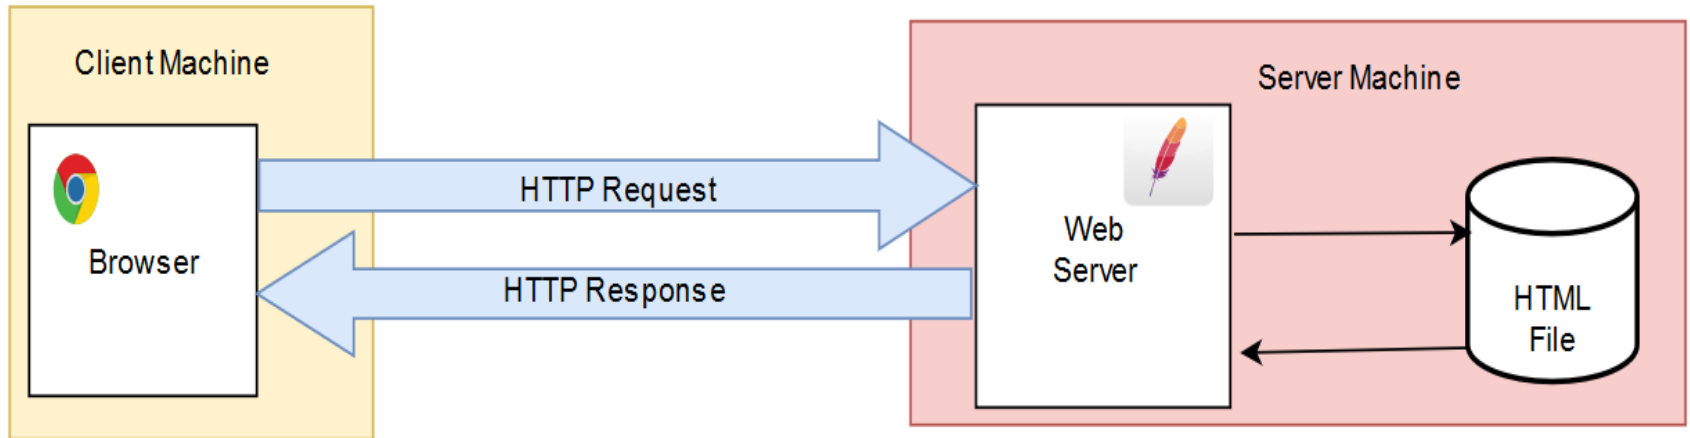 Client Machine
Server Machine
Browser
HTTP Request
HTTP Response
Web
Server
HTML
File